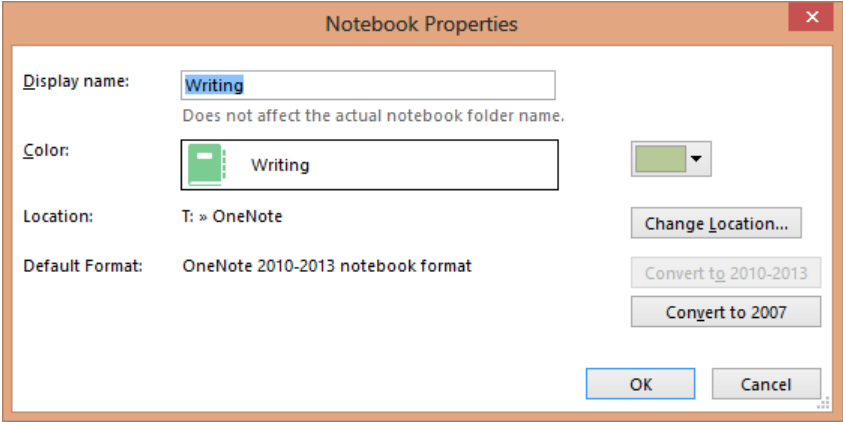 Notebook Properties
Display name: Writing
Does not affect the actual notebook folder name.
Color: Writing
Location: T: » OneNote Change Location...
Default Format: OneNote 2010-2013 notebook format Convert to 2010-2013
Convert to 2007
OK Cancel